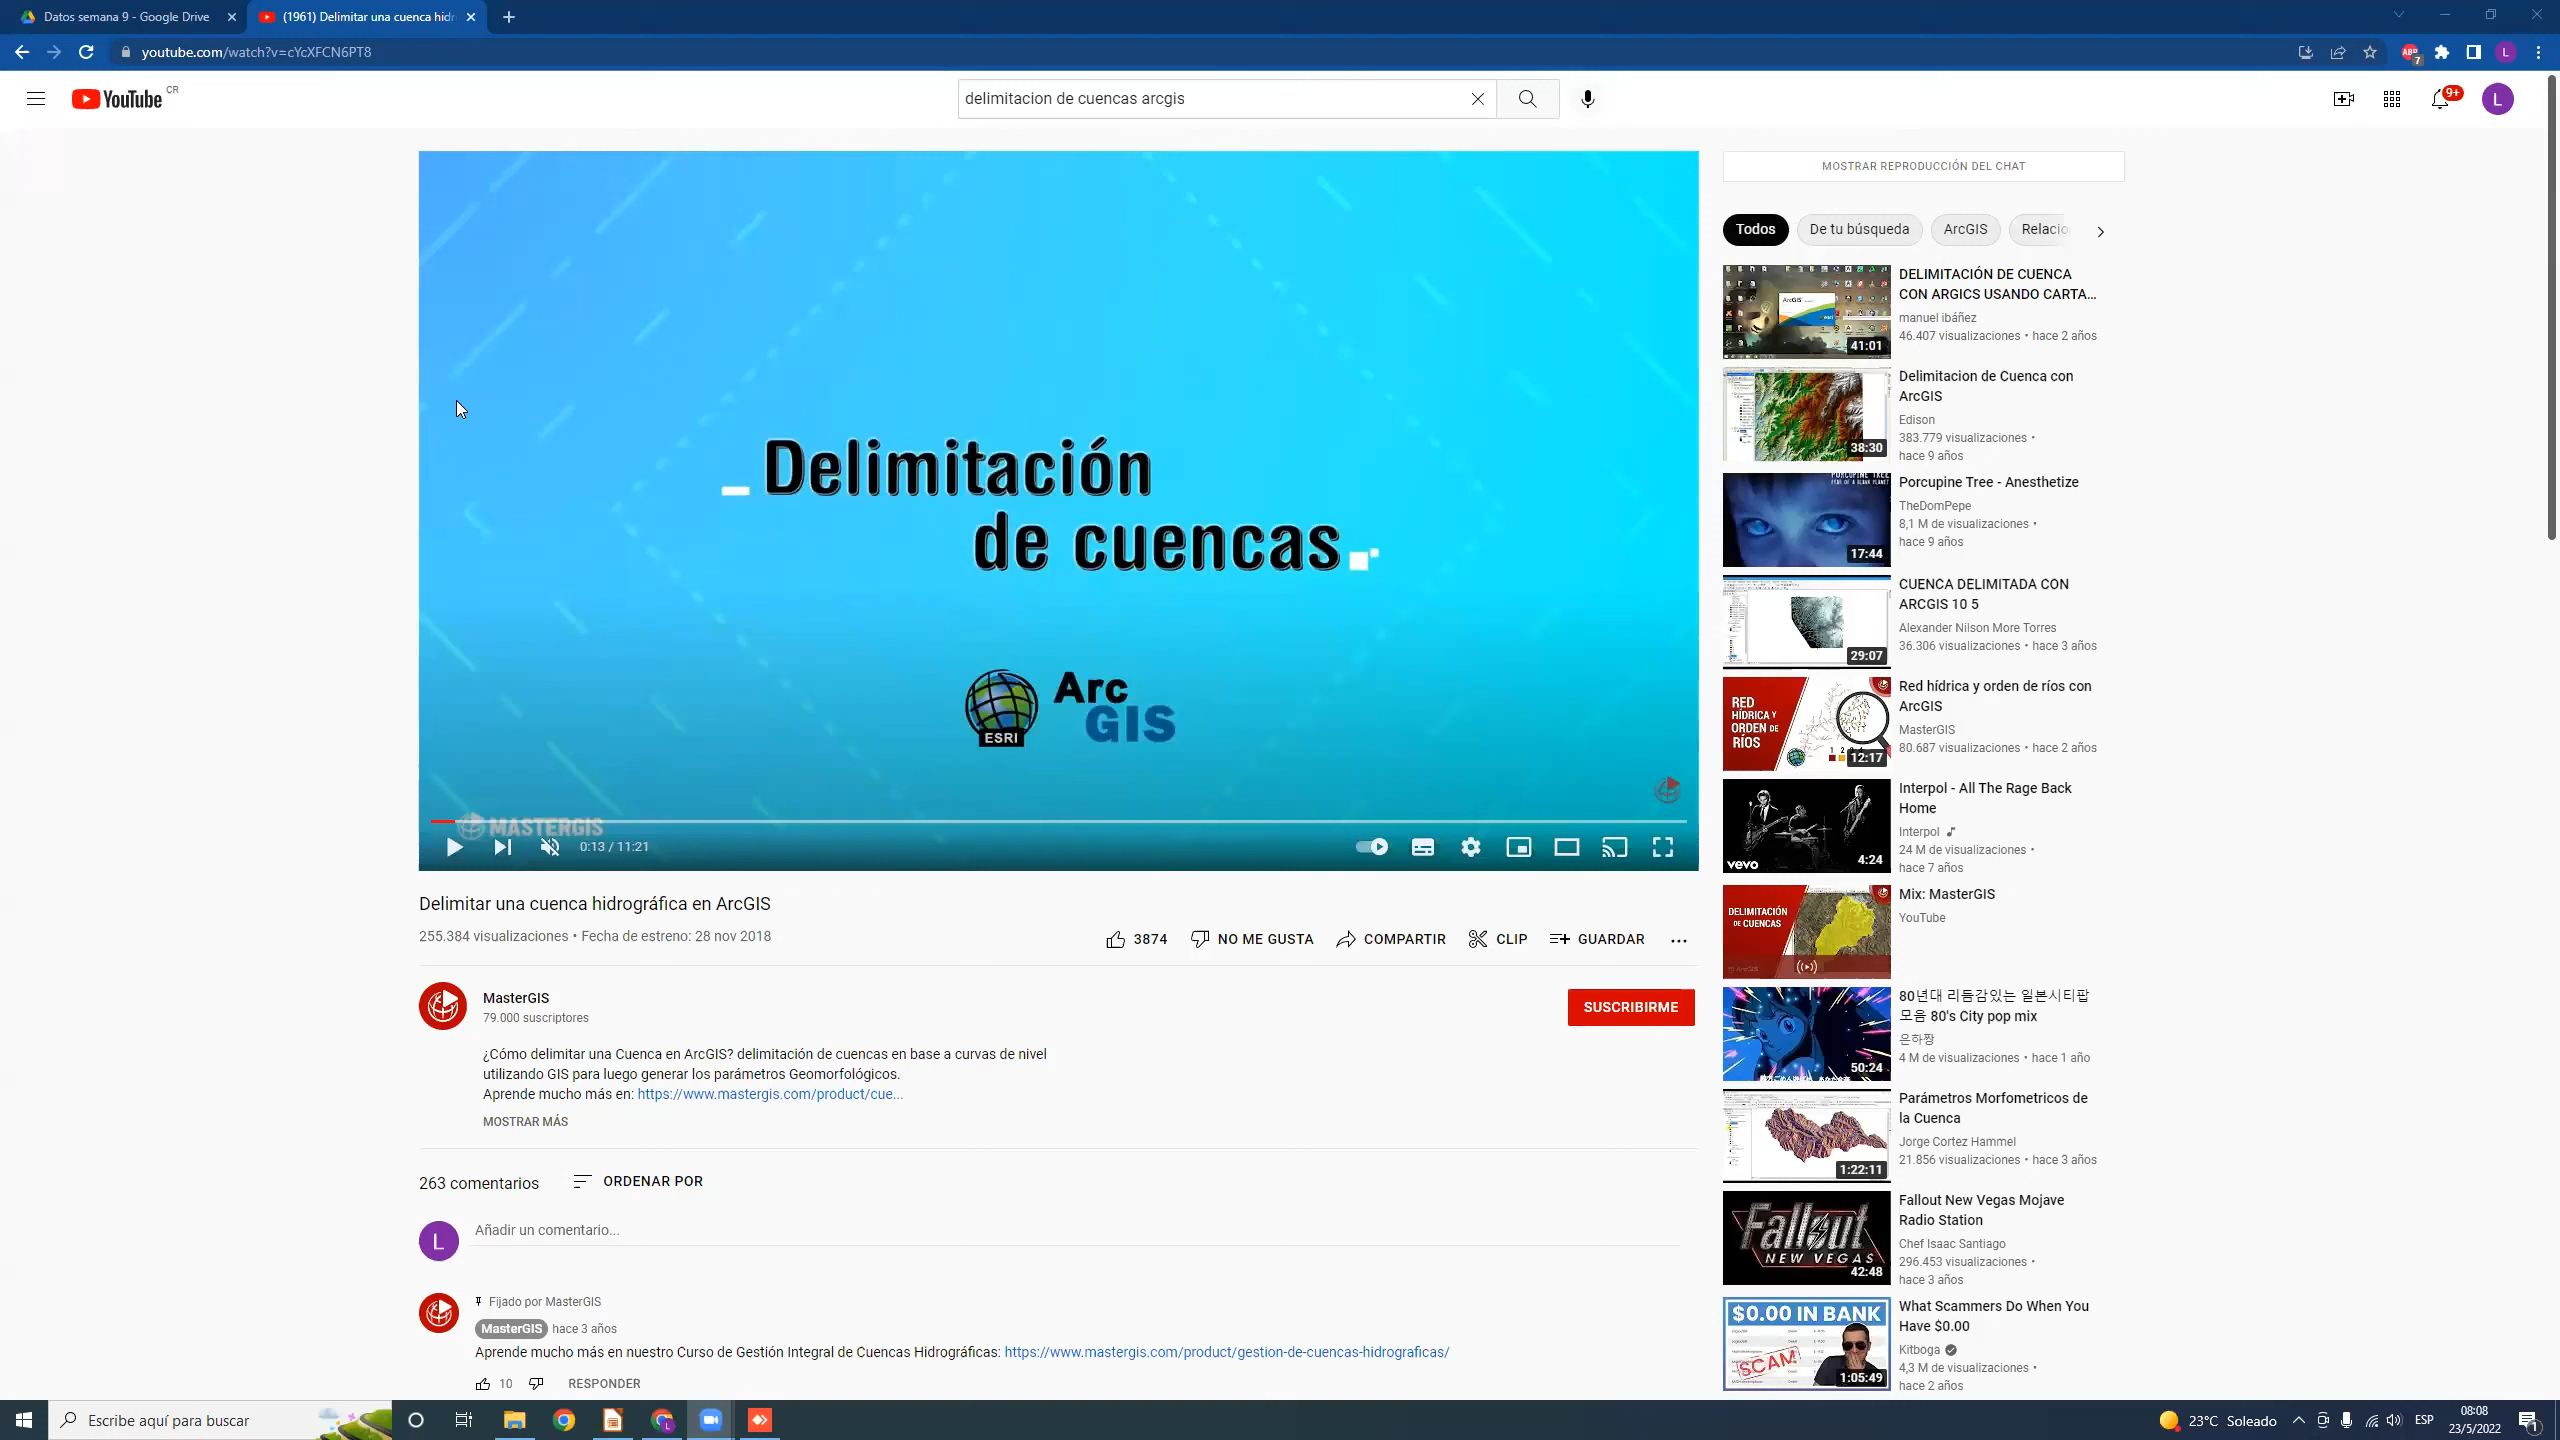 Datos semana 9 - Google Drive
(1961) Delimitar una cuenca hidr
youtube.com/watch?v=cYcXFCN6PT8
YouTube CR
delimitacion de cuencas arcgis
9+
L
Delimitación
de cuencas
ESRI
Arc
GIS
MASTERGIS
0:13 / 11:21
Delimitar una cuenca hidrográfica en ArcGIS
255.384 visualizaciones • Fecha de estreno: 28 nov 2018
3874 NO ME GUSTA COMPARTIR CLIP GUARDAR
MasterGIS
79.000 suscriptores
SUSCRIBIRME
¿Cómo delimitar una Cuenca en ArcGIS? delimitación de cuencas en base a curvas de nivel
utilizando GIS para luego generar los parámetros Geomorfológicos.
Aprende mucho más en: https://www.mastergis.com/product/cue...
MOSTRAR MÁS
263 comentarios
ORDENAR POR
L
Añadir un comentario...
Fijado por MasterGIS
MasterGIS hace 3 años
Aprende mucho más en nuestro Curso de Gestión Integral de Cuencas Hidrográficas: https://www.mastergis.com/product/gestion-de-cuencas-hidrograficas/
10
RESPONDER
MOSTRAR REPRODUCCIÓN DEL CHAT
Todos
De tu búsqueda
ArcGIS
Relacio
41:01
DELIMITACIÓN DE CUENCA
CON ARGICS USANDO CARTA...
manuel ibáñez
46.407 visualizaciones • hace 2 años
38:30
Delimitacion de Cuenca con
ArcGIS
Edison
383.779 visualizaciones •
hace 9 años
PORCUPINE TREE
FEAR OF A BLANK PLANET
17:44
Porcupine Tree - Anesthetize
TheDomPepe
8,1 M de visualizaciones •
hace 9 años
29:07
CUENCA DELIMITADA CON
ARCGIS 10 5
Alexander Nilson More Torres
36.306 visualizaciones • hace 3 años
RED
HÍDRICA Y
ORDEN DE
RÍOS
12:17
Red hídrica y orden de ríos con
ArcGIS
MasterGIS
80.687 visualizaciones • hace 2 años
vevo
4:24
Interpol - All The Rage Back
Home
Interpol
24 M de visualizaciones •
hace 7 años
DELIMITACIÓN
DE CUENCAS
Mix: MasterGIS
YouTube
50:24
80년대 리듬감있는 일본시티팝
모음 80's City pop mix
은하짱
4 M de visualizaciones • hace 1 año
1:22:11
Parámetros Morfometricos de
la Cuenca
Jorge Cortez Hammel
21.856 visualizaciones • hace 3 años
Fallout
NEW VEGAS
42:48
Fallout New Vegas Mojave
Radio Station
Chef Isaac Santiago
296.453 visualizaciones •
hace 3 años
$0.00 IN BANK
SCAM
1:05:49
What Scammers Do When You
Have $0.00
Kitboga
4,3 M de visualizaciones •
hace 2 años
Escribe aquí para buscar
23°C Soleado
ESP
08:08
23/5/2022